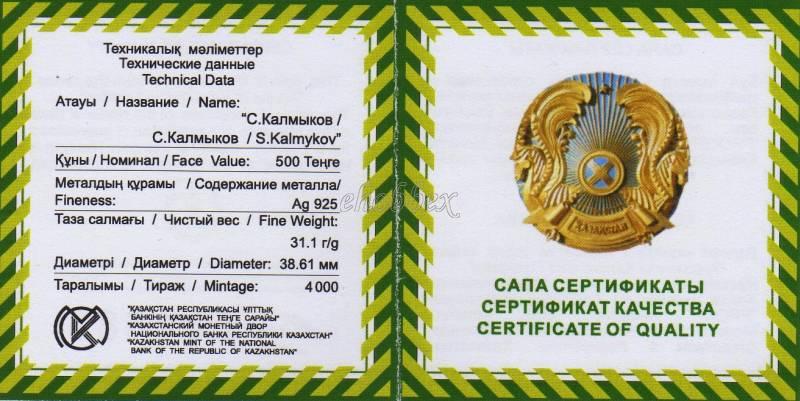 Техникалық мәліметтер
Технические данные
Technical Data
Атауы / Название / Name:
“С.Калмыков /
С.Калмыков / S.Kalmykov”
Құны / Номинал / Face Value: 500 Теңге
Металдың құрамы / Содержание металла/
Fineness: Ag 925
Таза салмағы / Чистый вес / Fine Weight:
31.1 г/g
Диаметрі / Диаметр / Diameter: 38.61 мм
Таралымы / Тираж / Mintage: 4 000
"ҚАЗАҚСТАН РЕСПУБЛИКАСЫ ҰЛТТЫҚ
БАНКІНІҢ ҚАЗАҚСТАН ТЕҢГЕ САРАЙЫ"
"КАЗАХСТАНСКИЙ МОНЕТНЫЙ ДВОР
НАЦИОНАЛЬНОГО БАНКА РЕСПУБЛИКИ КАЗАХСТАН"
"KAZAKHSTAN MINT OF THE NATIONAL
BANK OF THE REPUBLIC OF KAZAKHSTAN"
ehobbex
ҚАЗАҚСТАН
САПА СЕРТИФИКАТЫ
СЕРТИФИКАТ КАЧЕСТВА
CERTIFICATE OF QUALITY